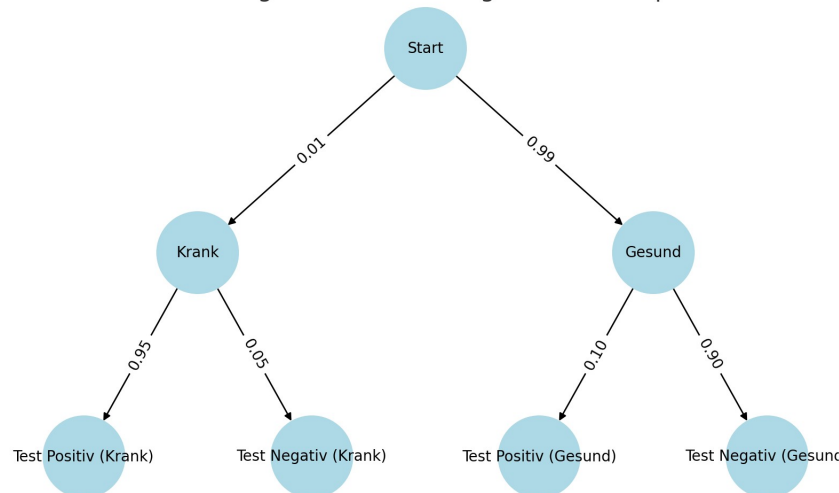 Start
0.01
0.99
Krank
Gesund
0.95
0.05
0.10
0.90
Test Positiv (Krank)
Test Negativ (Krank)
Test Positiv (Gesund)
Test Negativ (Gesund